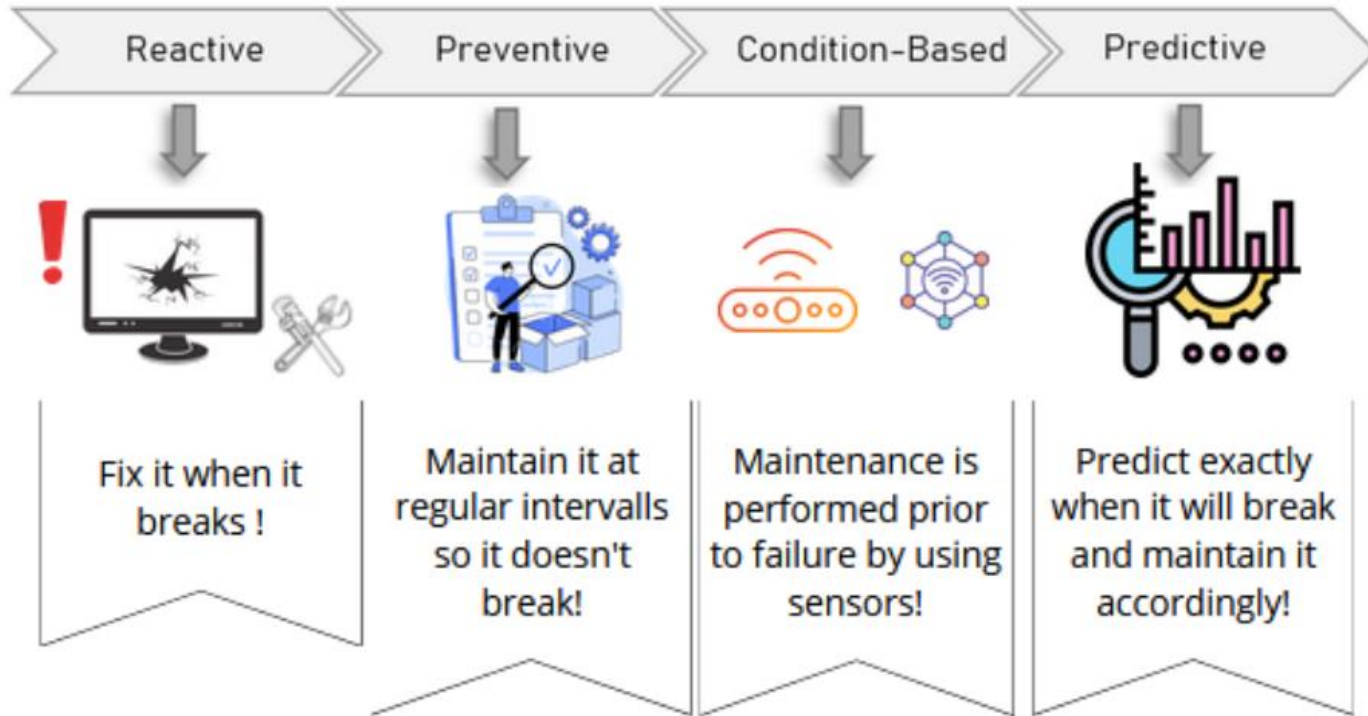 Reactive
Preventive
Condition-Based
Predictive
Fix it when it
breaks !
Maintain it at
regular intervalls
so it doesn't
break!
Maintenance is
performed prior
to failure by using
sensors!
Predict exactly
when it will break
and maintain it
accordingly!